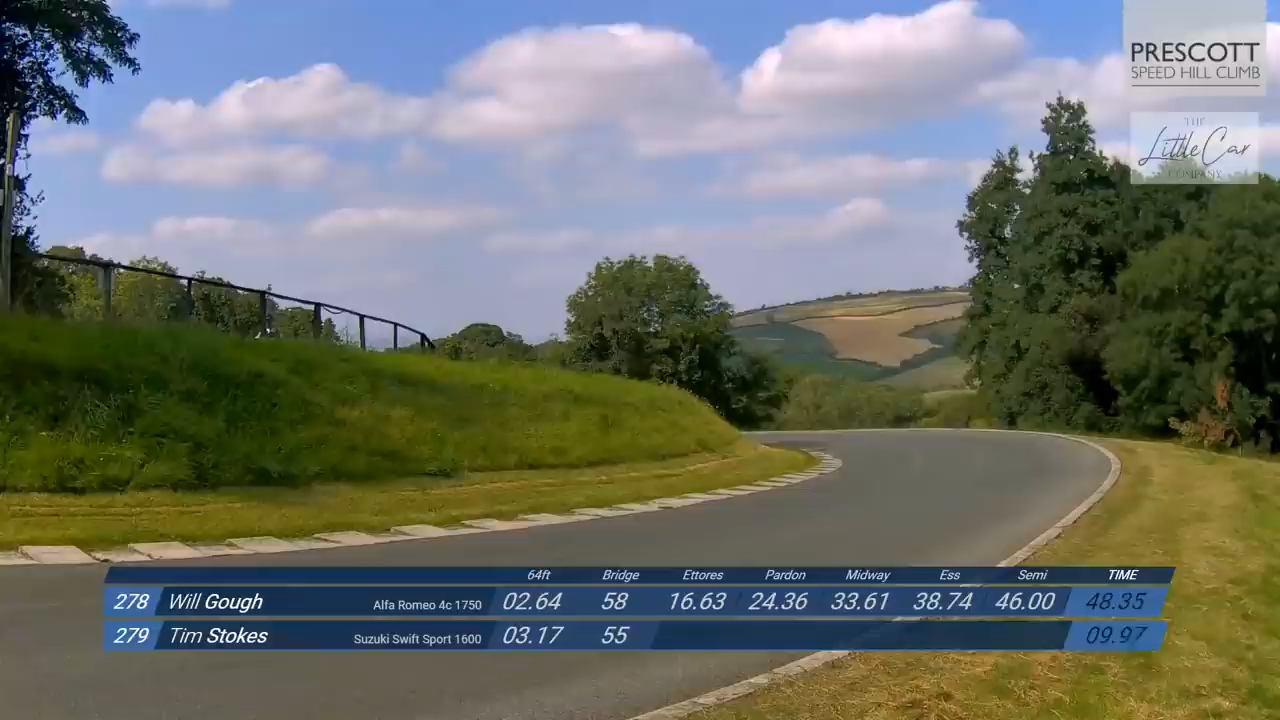 PRESCOTT
SPEED HILL CLIMB
THE
Little Car
COMPANY
64ft Bridge Ettores Pardon Midway Ess Semi TIME
278 Will Gough Alfa Romeo 4c 1750 02.64 58 16.63 24.36 33.61 38.74 46.00 48.35
279 Tim Stokes Suzuki Swift Sport 1600 03.17 55 09.97